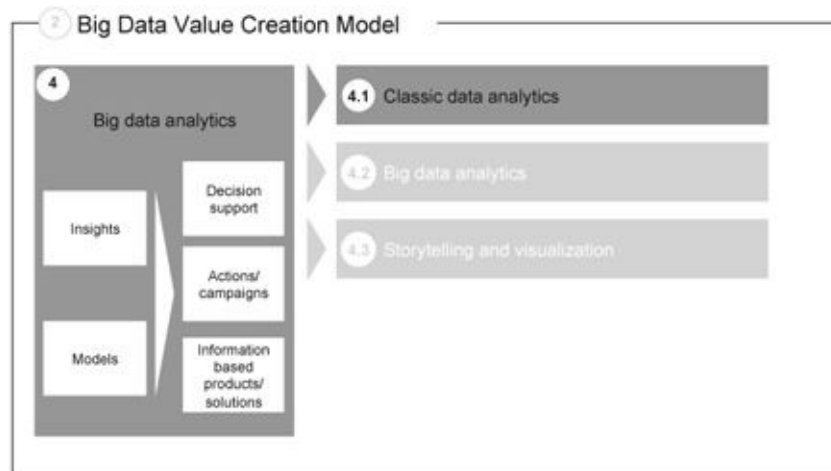 2 Big Data Value Creation Model
4
Big data analytics
Insights
Models
Decision
support
Actions/
campaigns
Information
based
products/
solutions
4.1 Classic data analytics
4.2 Big data analytics
4.3 Storytelling and visualization